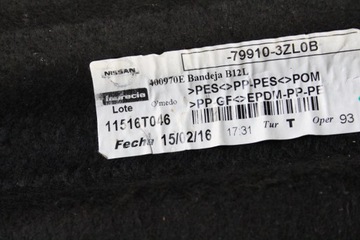 -79910-3ZL0B
NISSAN
400970E Bandeja B12L
>PES<>PP-PES<>POM
>PP GF<>EPDM-PP-PE
Lote
11516T046
Fecha 15/02/16 17:31 Tur T Oper 93